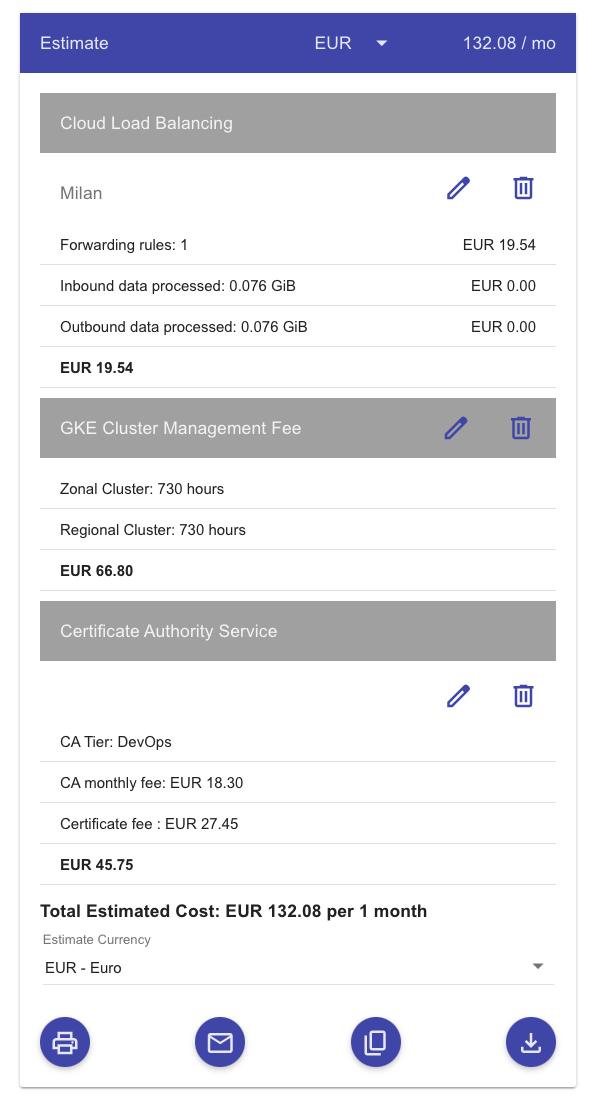 Estimate EUR 132.08 / mo
Cloud Load Balancing
Milan
Forwarding rules: 1 EUR 19.54
Inbound data processed: 0.076 GiB EUR 0.00
Outbound data processed: 0.076 GiB EUR 0.00
EUR 19.54
GKE Cluster Management Fee
Zonal Cluster: 730 hours
Regional Cluster: 730 hours
EUR 66.80
Certificate Authority Service
CA Tier: DevOps
CA monthly fee: EUR 18.30
Certificate fee : EUR 27.45
EUR 45.75
Total Estimated Cost: EUR 132.08 per 1 month
Estimate Currency
EUR - Euro